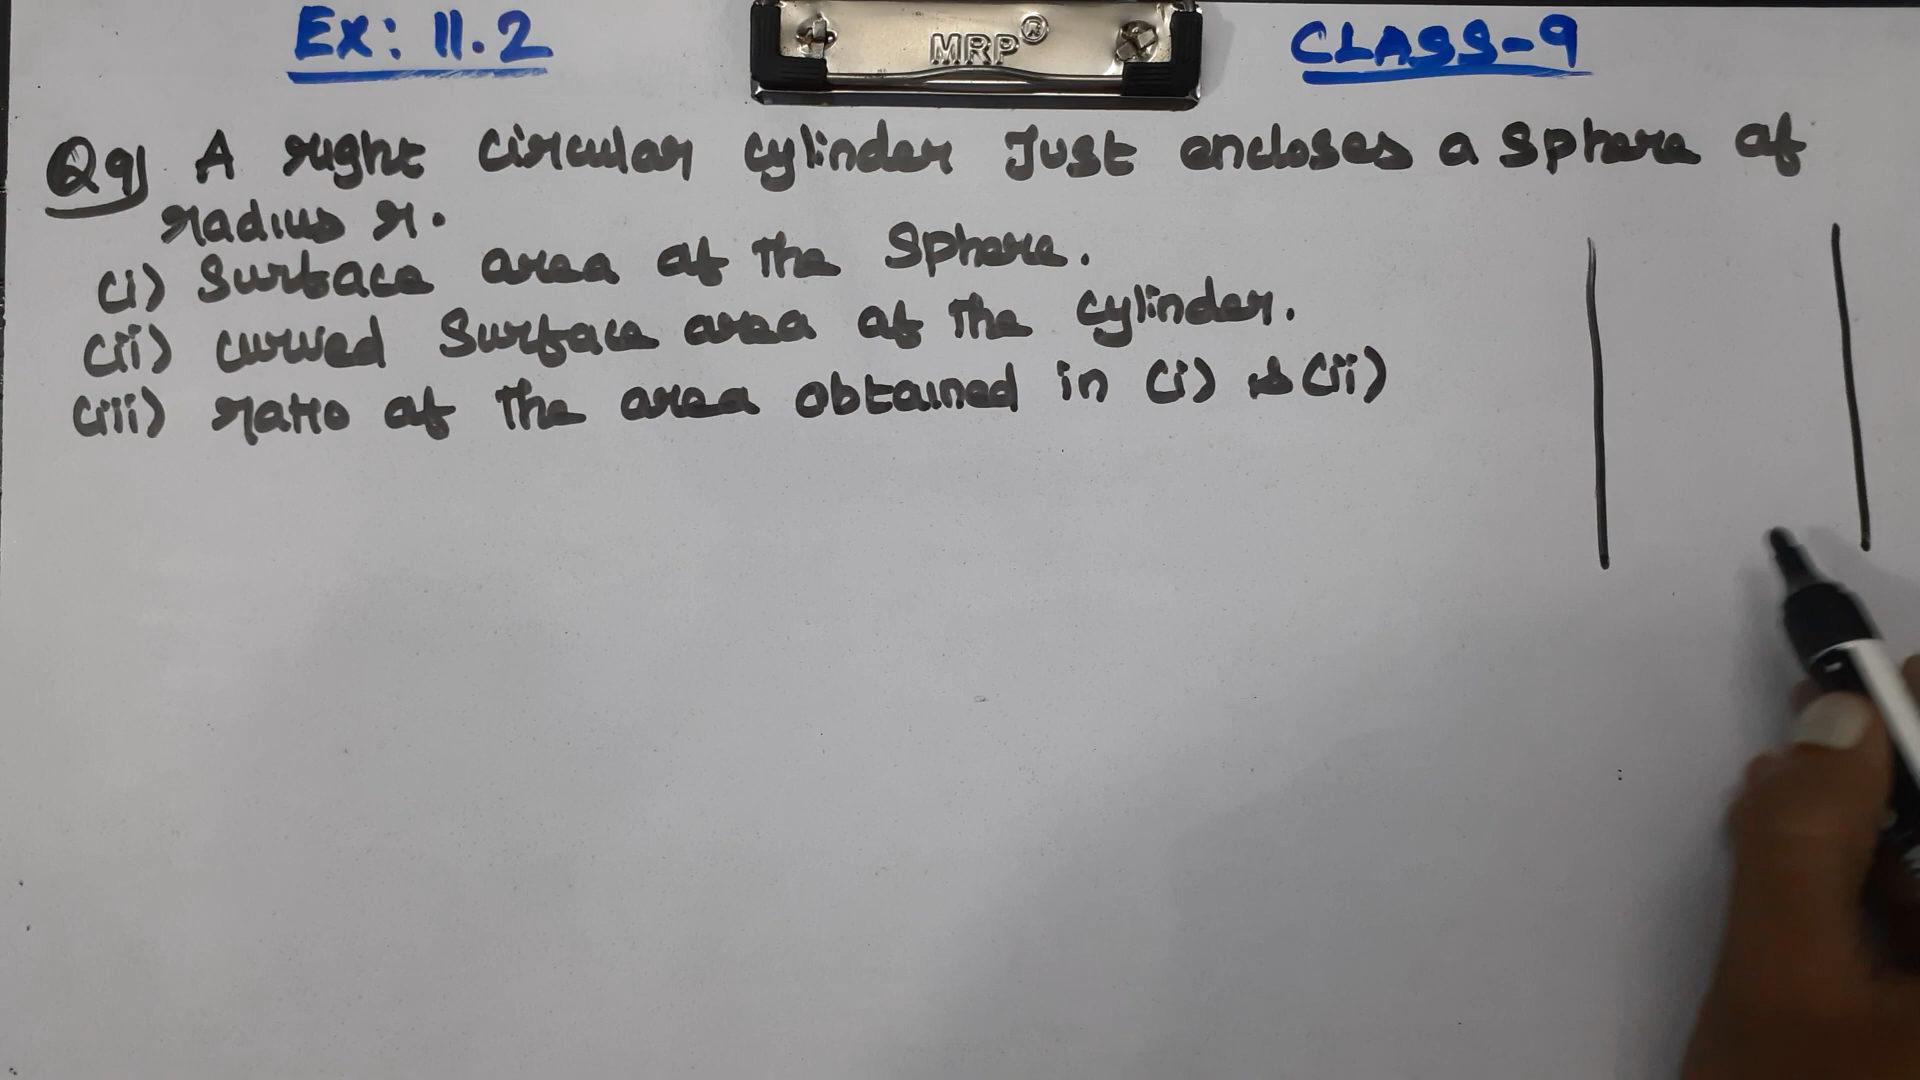 Ex: 11.2
MRP®
CLASS-9
Q9) A right circular cylinder Just encloses a sphere of
radius r.
(i) Surface area of the Sphere.
(ii) curved Surface area of the cylinder.
(iii) ratio of the area obtained in (i) & (ii)